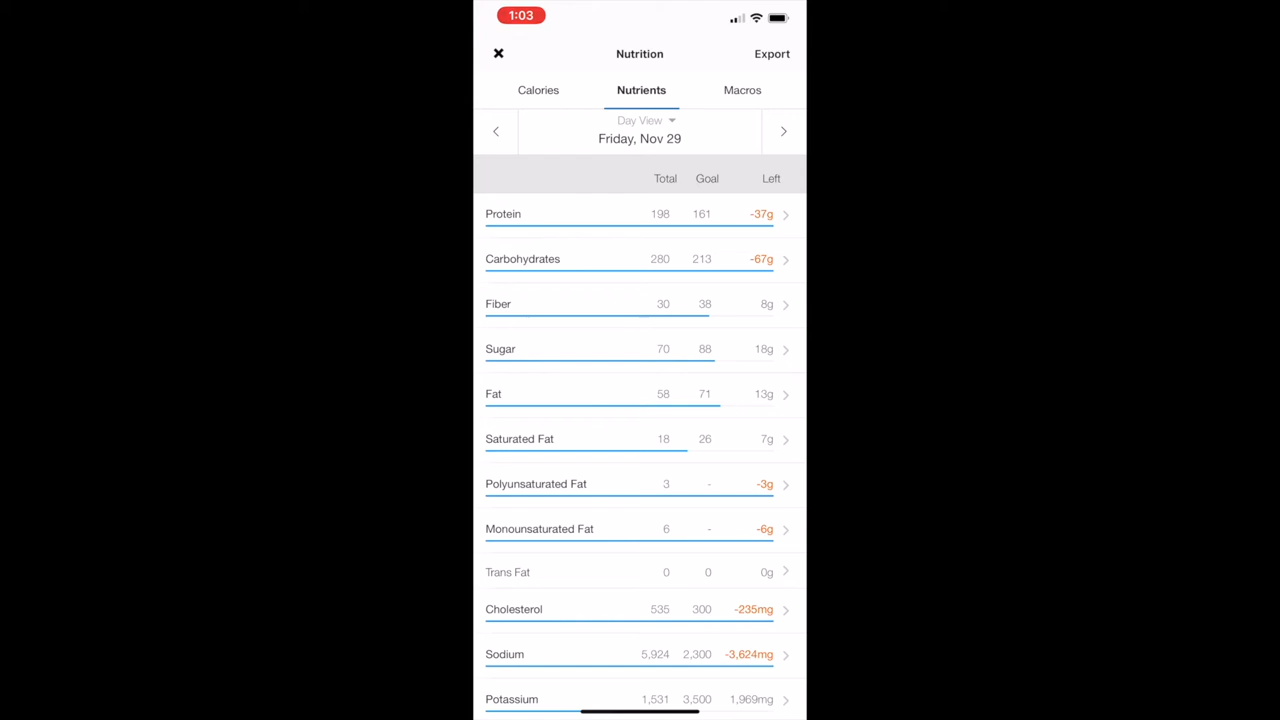 1:03
Nutrition
Export
Calories
Nutrients
Macros
Day View
Friday, Nov 29
Total Goal Left
Protein 198 161 -37g
Carbohydrates 280 213 -67g
Fiber 30 38 8g
Sugar 70 88 18g
Fat 58 71 13g
Saturated Fat 18 26 7g
Polyunsaturated Fat 3 - -3g
Monounsaturated Fat 6 - -6g
Trans Fat 0 0 0g
Cholesterol 535 300 -235mg
Sodium 5,924 2,300 -3,624mg
Potassium 1,531 3,500 1,969mg